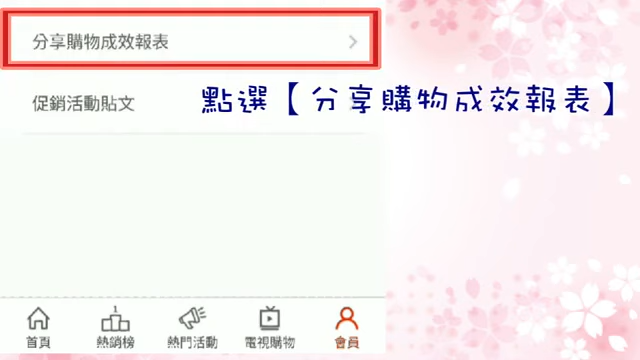 分享購物成效報表
促銷活動貼文
點選【分享購物成效報表】
首頁
熱銷榜
熱門活動
電視購物
會員